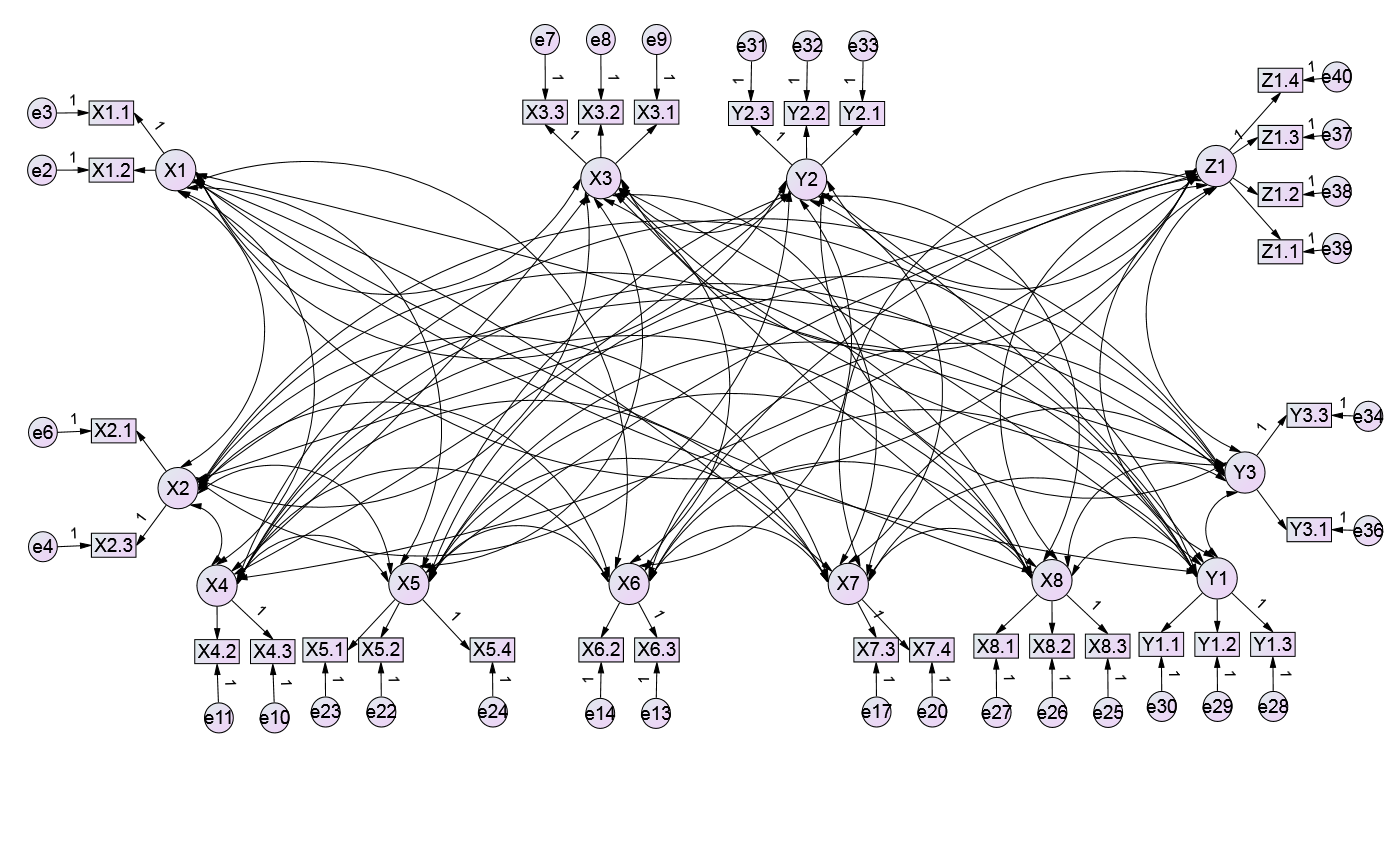 e7 e8 e9 e31 e32 e33
1 1 1 1 1 1
Z1.4 1 e40
e3 1 X1.1
X3.3 X3.2 X3.1 Y2.3 Y2.2 Y2.1
1 1 1 1
Z1.3 1 e37
e2 1 X1.2 X1 X3 Y2 Z1
Z1.2 1 e38
Z1.1 1 e39
Y3.3 1 e34
e6 1 X2.1
1
Y3
X2
1
Y3.1 1 e36
e4 1 X2.3
X4 X5 X6 X7 X8 Y1
1 1 1 1 1 1
X4.2 X4.3 X5.1 X5.2 X5.4 X6.2 X6.3 X7.3 X7.4 X8.1 X8.2 X8.3 Y1.1 Y1.2 Y1.3
1 1 1 1 1 1 1 1 1 1 1 1 1 1 1
e11 e10 e23 e22 e24 e14 e13 e17 e20 e27 e26 e25 e30 e29 e28